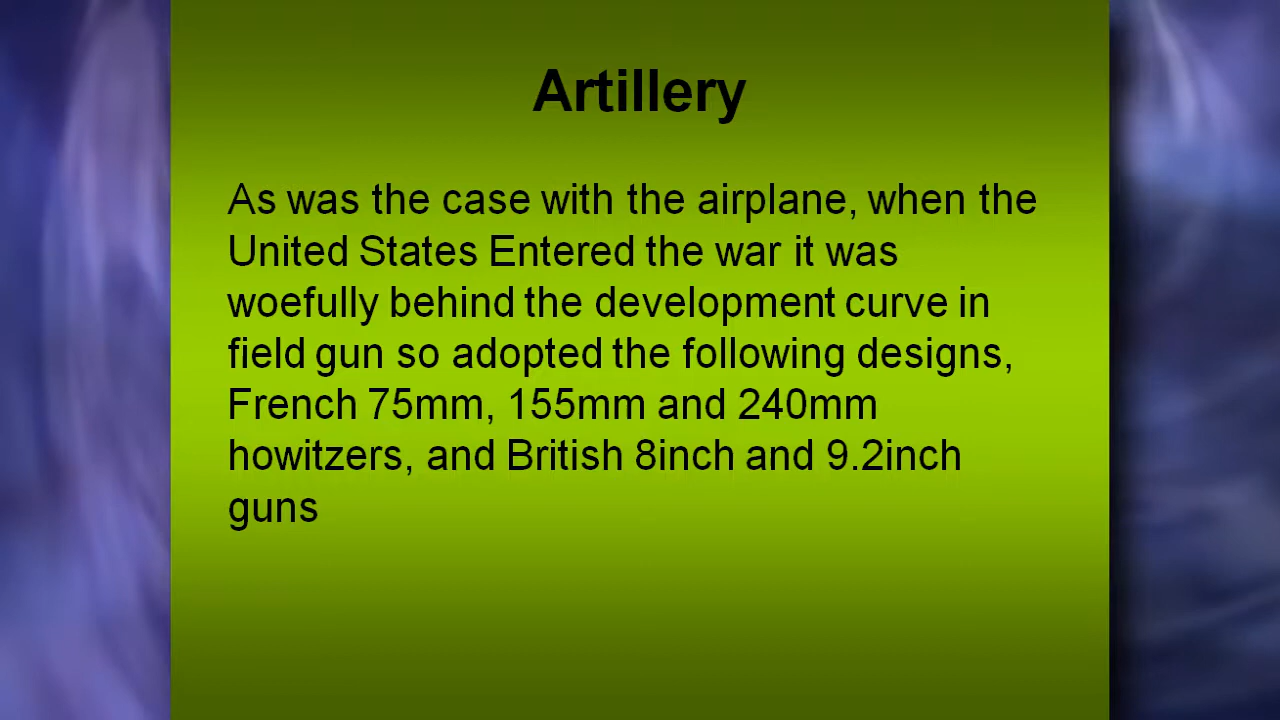 Artillery
As was the case with the airplane, when the
United States Entered the war it was
woefully behind the development curve in
field gun so adopted the following designs,
French 75mm, 155mm and 240mm
howitzers, and British 8inch and 9.2inch
guns